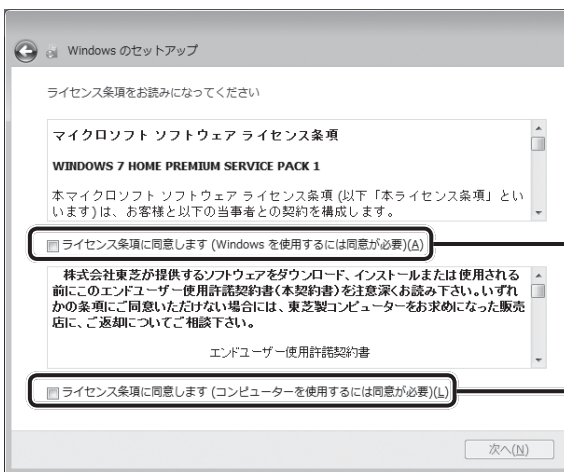 Windows のセットアップ
ライセンス条項をお読みになってください
マイクロソフト ソフトウェア ライセンス条項
WINDOWS 7 HOME PREMIUM SERVICE PACK 1
本マイクロソフト ソフトウェア ライセンス条項 (以下「本ライセンス条項」とい
います) は、お客様と以下の当事者との契約を構成します。
ライセンス条項に同意します (Windows を使用するには同意が必要)(A)
株式会社東芝が提供するソフトウェアをダウンロード、インストールまたは使用される
前にこのエンドユーザー使用許諾契約書(本契約書)を注意深くお読み下さい。いずれ
かの条項にご同意いただけない場合には、東芝製コンピューターをお求めになった販売
店に、ご返却についてご相談下さい。
エンドユーザー使用許諾契約書
ライセンス条項に同意します (コンピューターを使用するには同意が必要)(L)
次へ(N)